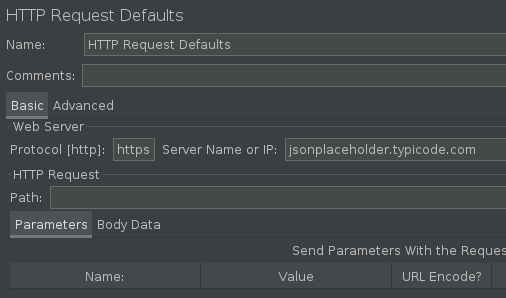 HTTP Request Defaults
Name: HTTP Request Defaults
Comments:
Basic Advanced
Web Server
Protocol [http]: https Server Name or IP: jsonplaceholder.typicode.com
HTTP Request
Path:
Parameters Body Data
Send Parameters With the Reques
Name: Value URL Encode?